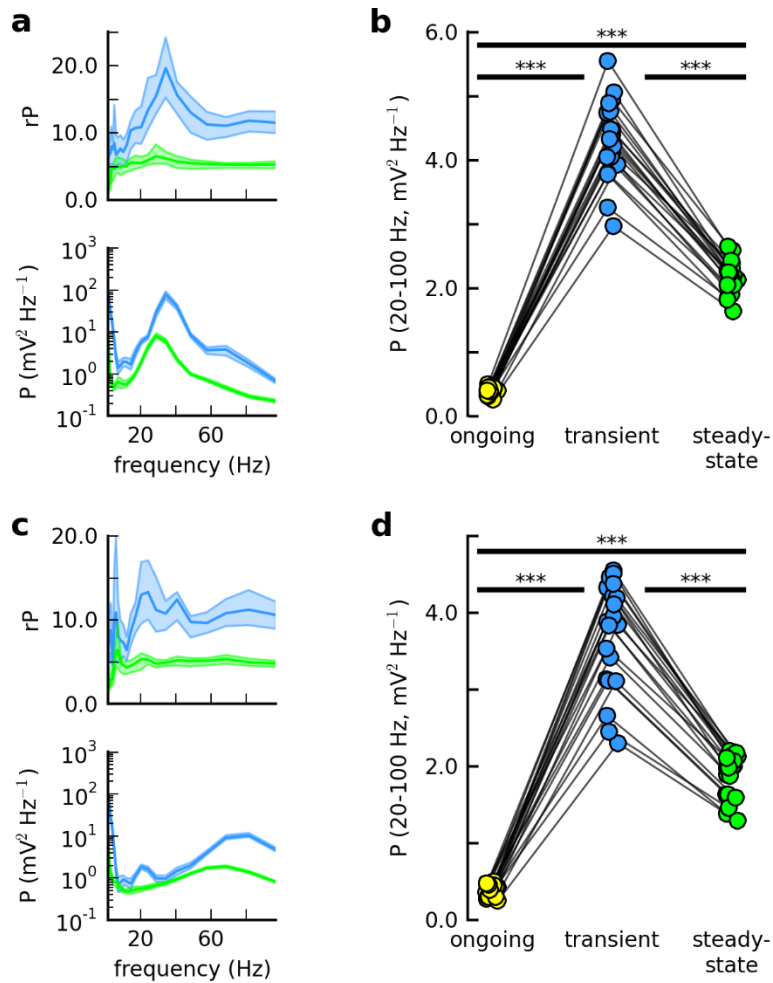 a
20.0
10.0
0.0
rP
10³
10²
10¹
10⁰
10⁻¹
P (mV² Hz⁻¹)
20
60
frequency (Hz)
b
6.0
4.0
2.0
0.0
P (20-100 Hz, mV² Hz⁻¹)
***
***
***
ongoing
transient
steady-
state
c
20.0
10.0
0.0
rP
10³
10²
10¹
10⁰
10⁻¹
P (mV² Hz⁻¹)
20
60
frequency (Hz)
d
4.0
2.0
0.0
P (20-100 Hz, mV² Hz⁻¹)
***
***
***
ongoing
transient
steady-
state